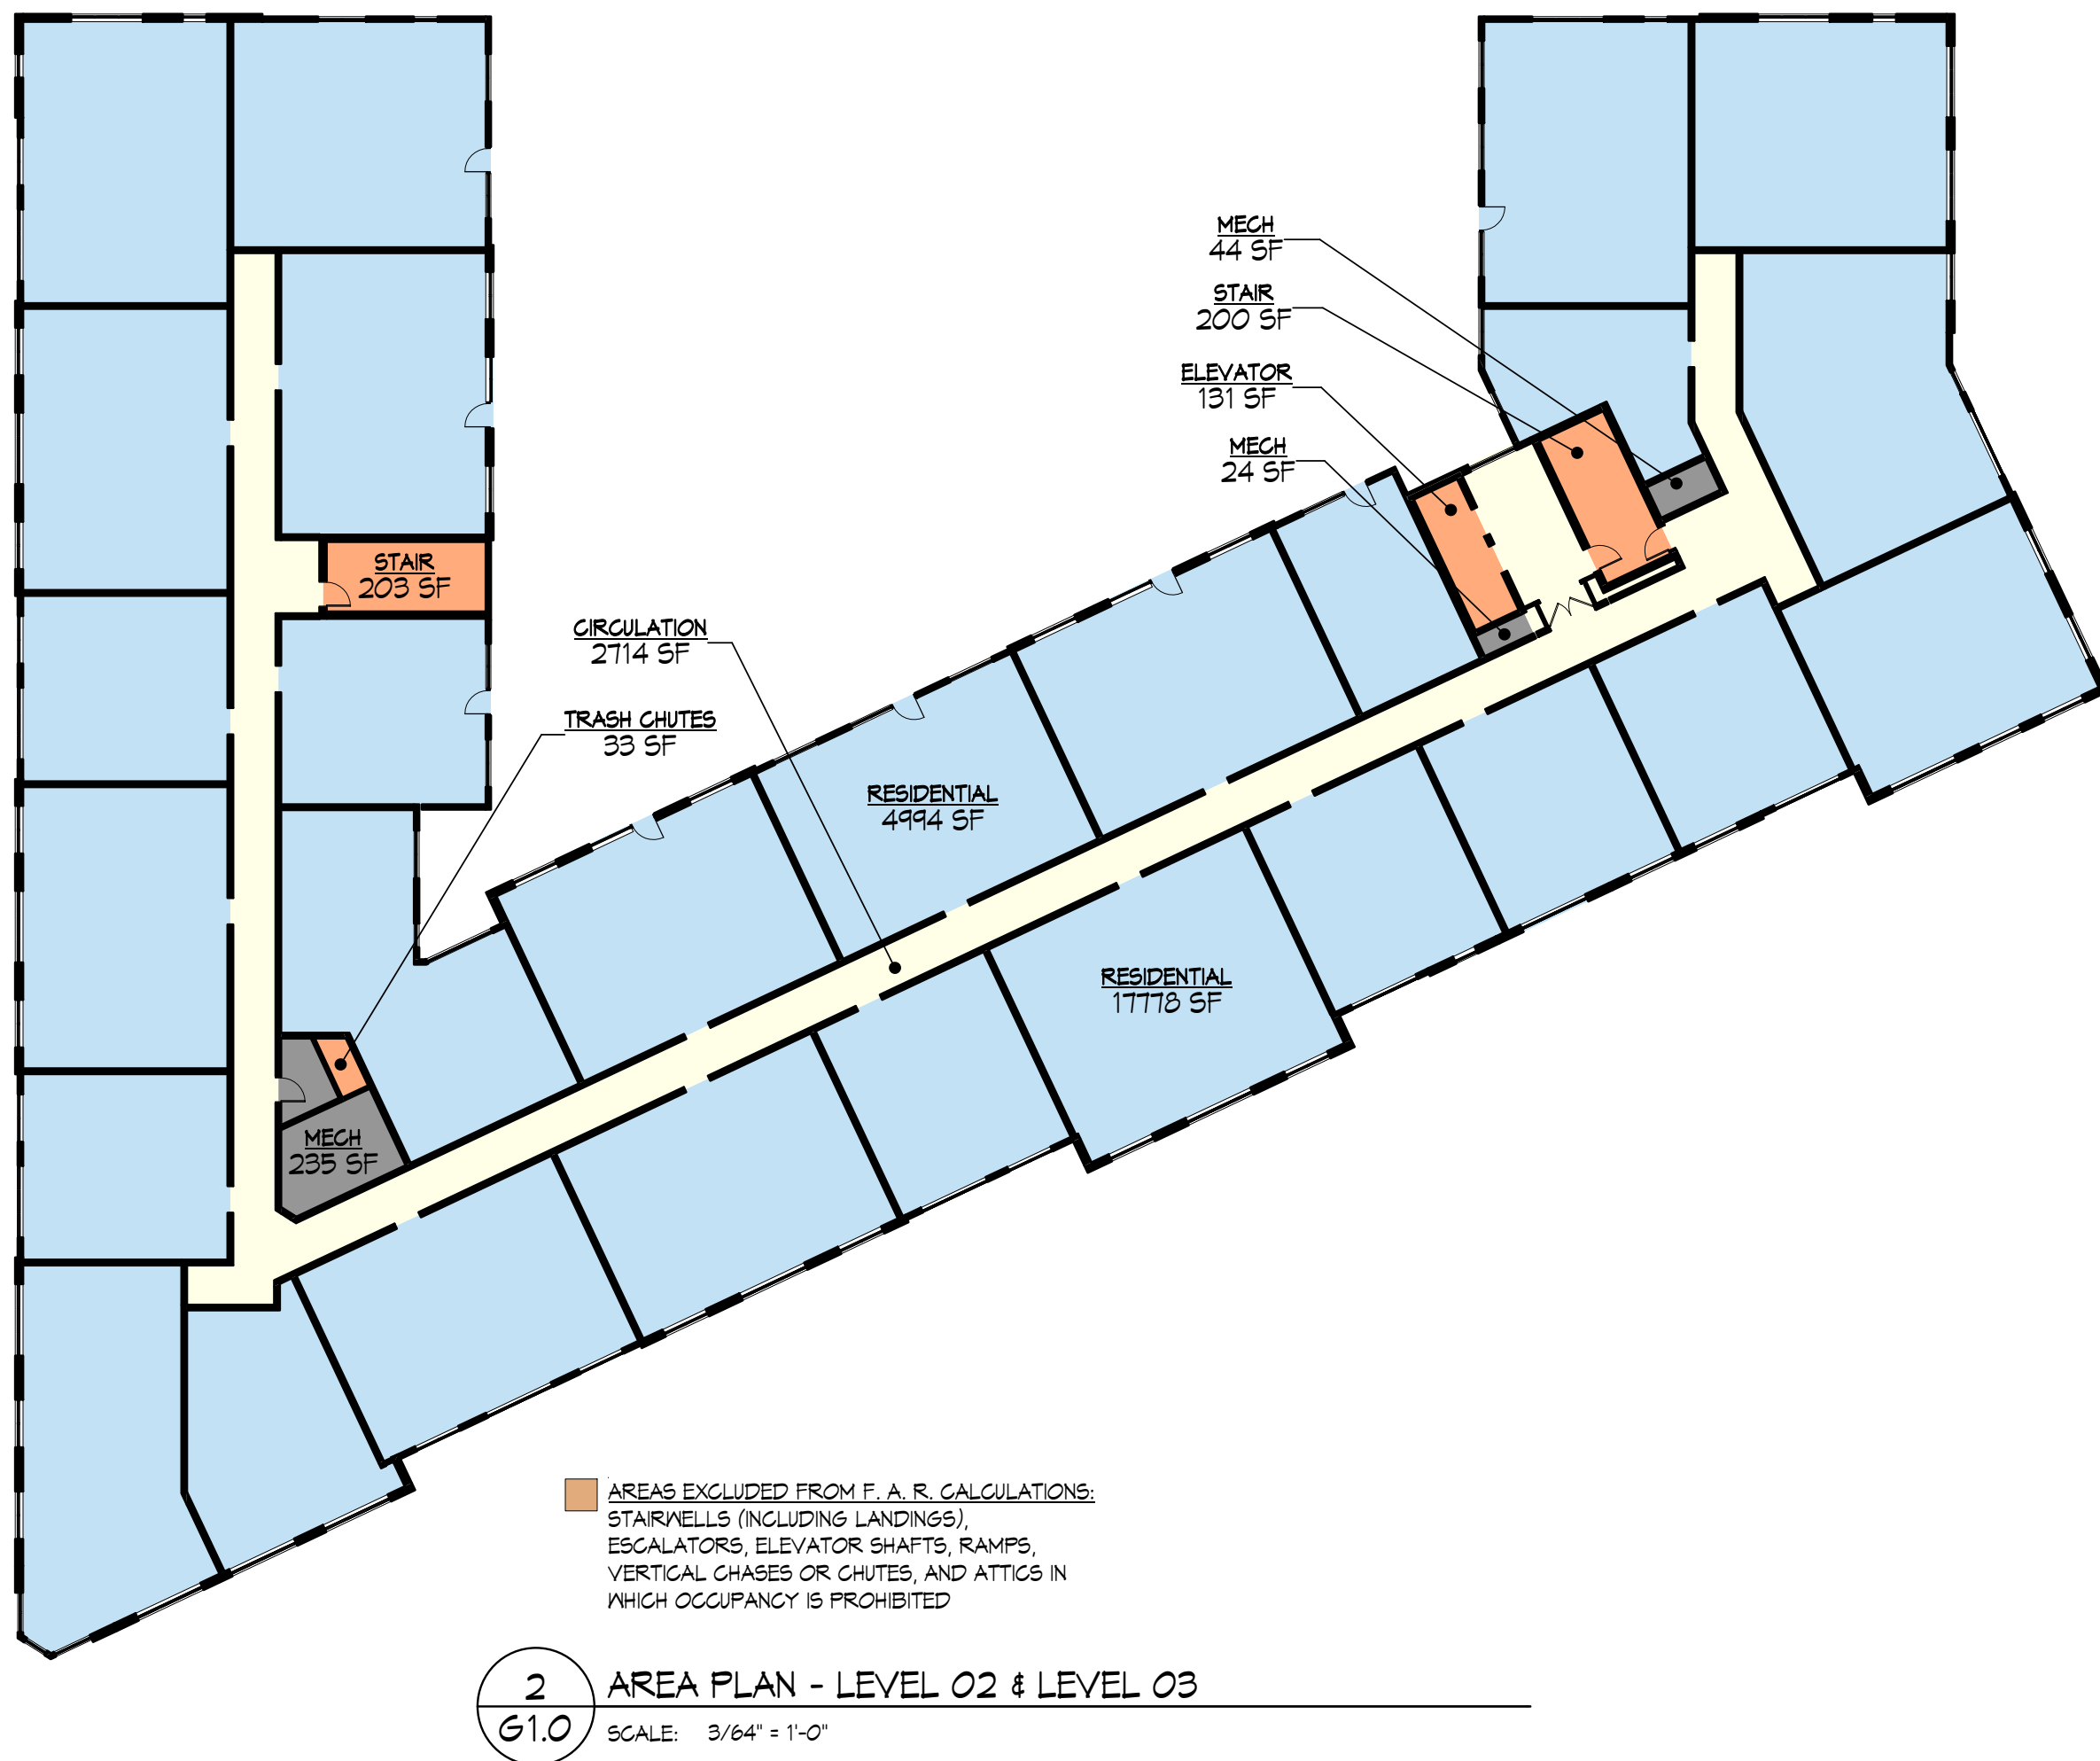 MECH
44 SF
STAIR
200 SF
ELEVATOR
131 SF
MECH
24 SF
STAIR
203 SF
CIRCULATION
2714 SF
TRASH CHUTES
33 SF
RESIDENTIAL
4994 SF
RESIDENTIAL
17778 SF
MECH
235 SF
AREAS EXCLUDED FROM F. A. R. CALCULATIONS:
STAIRWELLS (INCLUDING LANDINGS),
ESCALATORS, ELEVATOR SHAFTS, RAMPS,
VERTICAL CHASES OR CHUTES, AND ATTICS IN
WHICH OCCUPANCY IS PROHIBITED
2
G1.0
AREA PLAN - LEVEL 02 & LEVEL 03
SCALE: 3/64" = 1'-0"